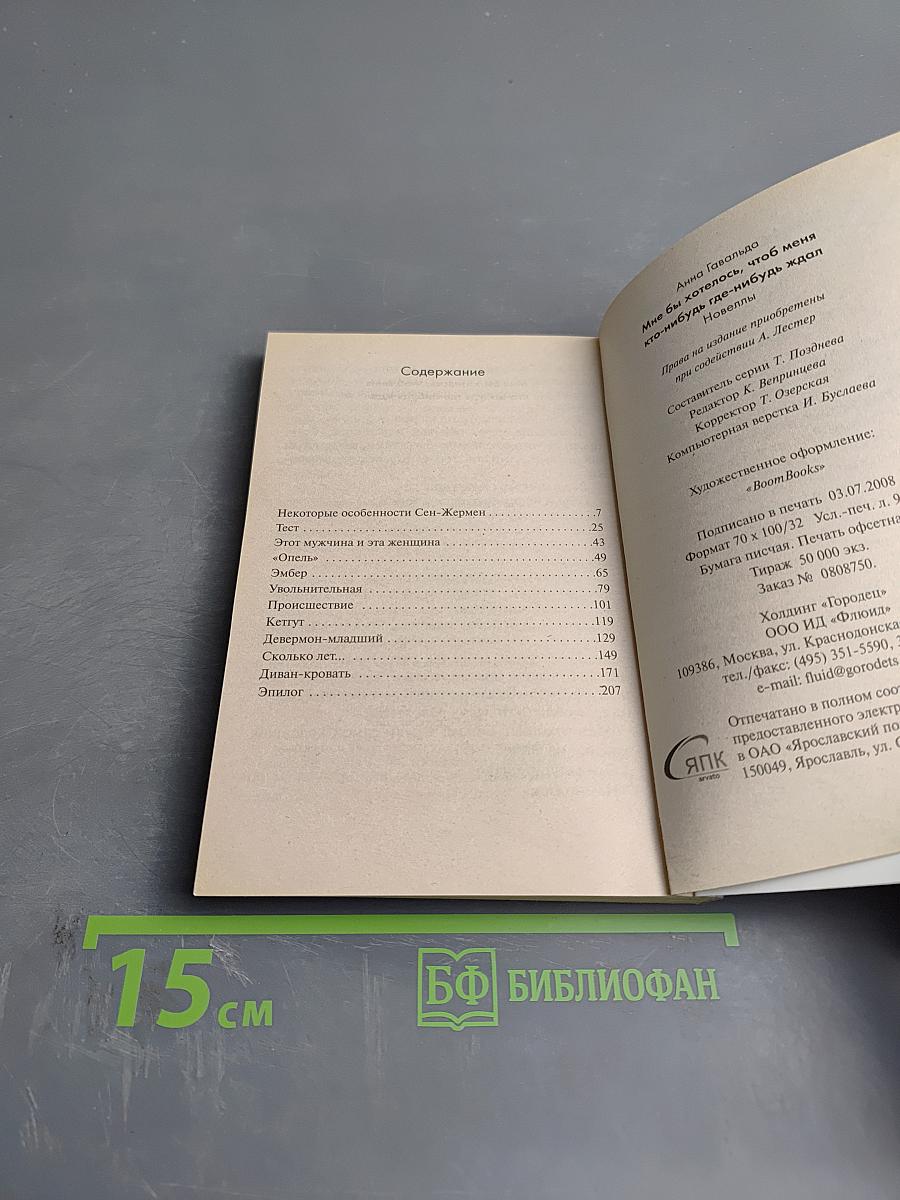 Содержание
Некоторые особенности Сен-Жермен . . . . . . . . . . . . . . . .7
Тест . . . . . . . . . . . . . . . . . . . . . . . . . . . . . . . . . . . . . . . . . .25
Этот мужчина и эта женщина . . . . . . . . . . . . . . . . . . . . . .43
«Опель» . . . . . . . . . . . . . . . . . . . . . . . . . . . . . . . . . . . . . . .49
Эмбер . . . . . . . . . . . . . . . . . . . . . . . . . . . . . . . . . . . . . . . . .65
Увольнительная . . . . . . . . . . . . . . . . . . . . . . . . . . . . . . . . .79
Происшествие . . . . . . . . . . . . . . . . . . . . . . . . . . . . . . . . .101
Кетгут . . . . . . . . . . . . . . . . . . . . . . . . . . . . . . . . . . . . . . . .119
Девермон-младший . . . . . . . . . . . . . . . . . . . . . . . . . . . . .129
Сколько лет... . . . . . . . . . . . . . . . . . . . . . . . . . . . . . . . . . .149
Диван-кровать . . . . . . . . . . . . . . . . . . . . . . . . . . . . . . . . .171
Эпилог . . . . . . . . . . . . . . . . . . . . . . . . . . . . . . . . . . . . . . .207
Анна Гавальда
Мне бы хотелось, чтоб меня
кто-нибудь где-нибудь ждал
Новеллы
Права на издание приобретены
при содействии А. Лестер
Составитель серии Т. Позднева
Редактор К. Вепринцева
Корректор Т. Озерская
Компьютерная верстка И. Буслаева
Художественное оформление:
«BoomBooks»
Подписано в печать 03.07.2008
Формат 70 х 100/32 Усл.-печ. л. 9
Бумага писчая. Печать офсетна
Тираж 50 000 экз.
Заказ № 0808750.
Холдинг «Городец»
ООО ИД «Флюид»
109386, Москва, ул. Краснодонска
тел./факс: (495) 351-5590, 3
e-mail: fluid@gorodets
Отпечатано в полном соот
предоставленного электр
в ОАО «Ярославский по
150049, Ярославль, ул. С
ЯПК
arvato
15 см
БФ БИБЛИОФАН